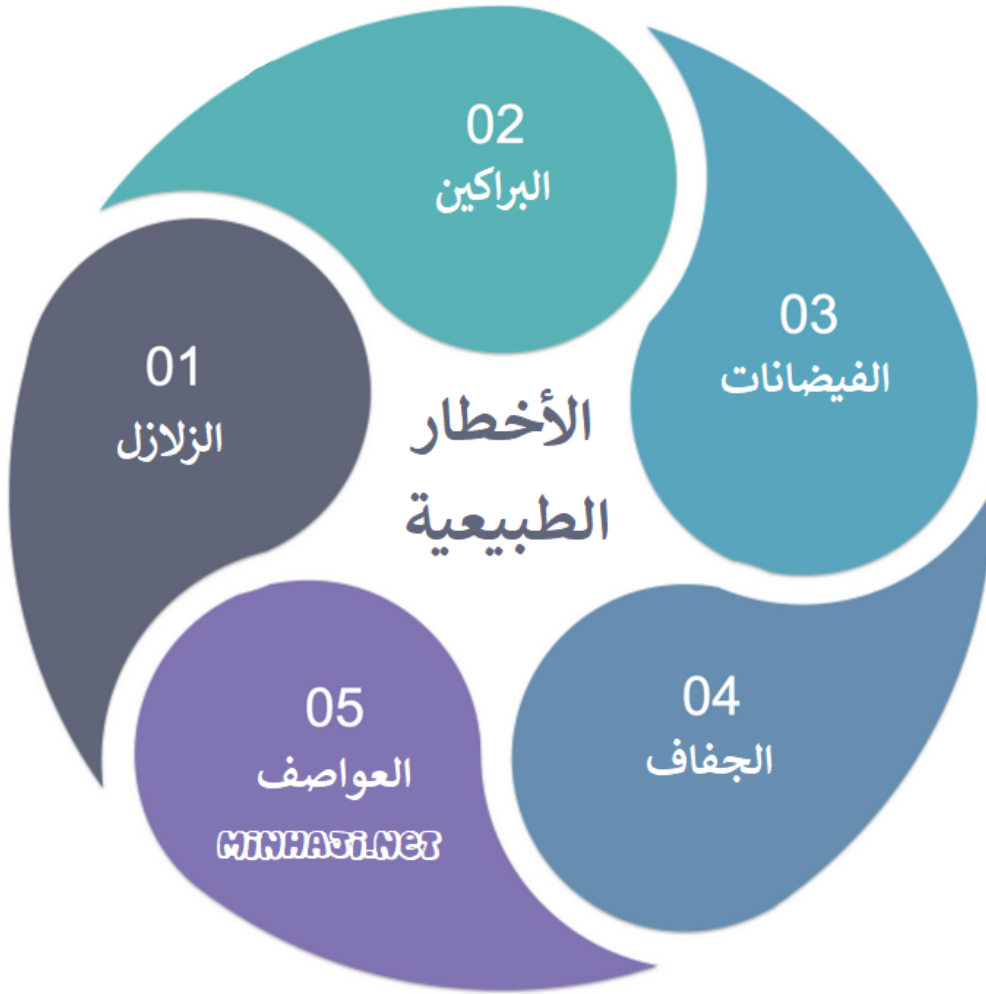 الأخطار
الطبيعية
01
الزلازل
02
البراكين
03
الفيضانات
04
الجفاف
05
العواصف
MINHAJI.NET